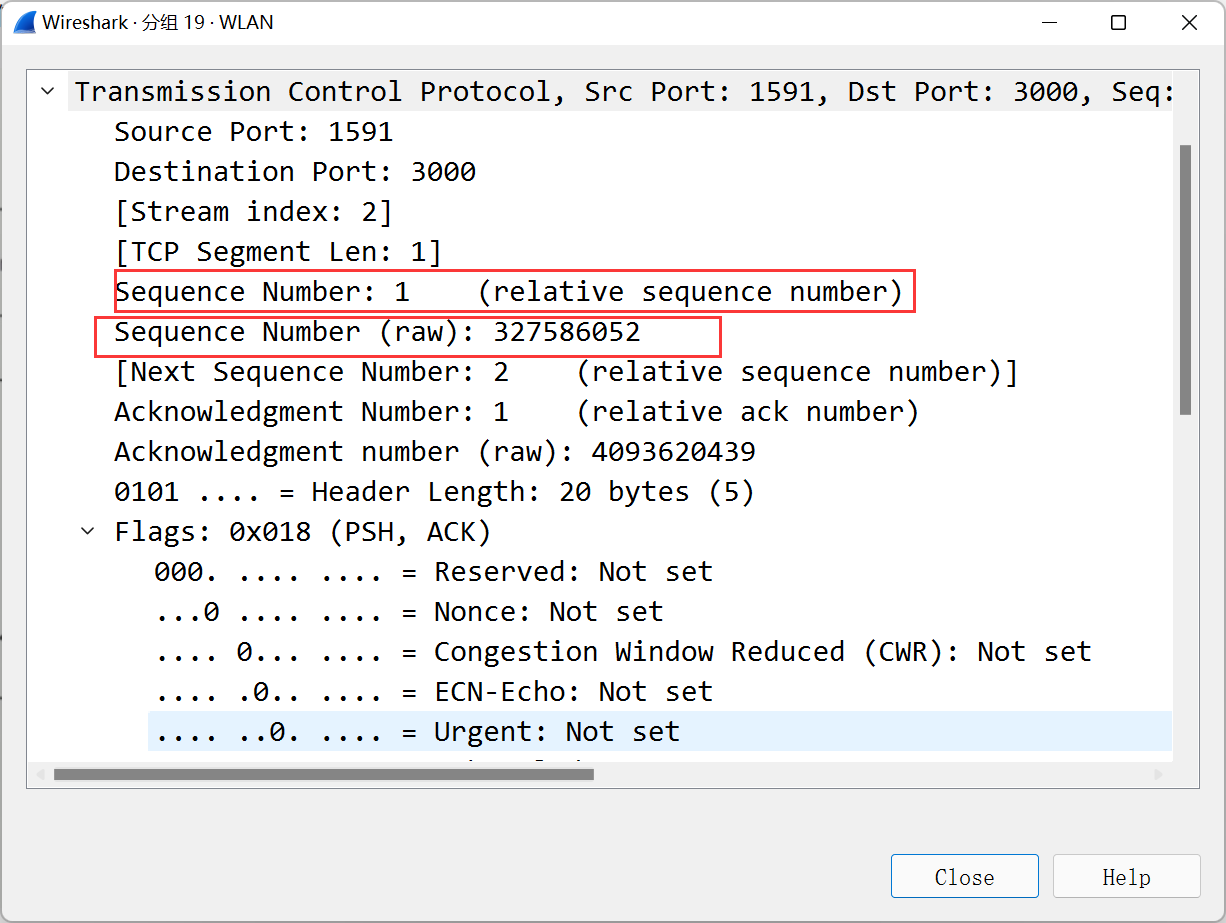 Wireshark · 分组 19 · WLAN
Transmission Control Protocol, Src Port: 1591, Dst Port: 3000, Seq:
Source Port: 1591
Destination Port: 3000
[Stream index: 2]
[TCP Segment Len: 1]
Sequence Number: 1    (relative sequence number)
Sequence Number (raw): 327586052
[Next Sequence Number: 2    (relative sequence number)]
Acknowledgment Number: 1    (relative ack number)
Acknowledgment number (raw): 4093620439
0101 .... = Header Length: 20 bytes (5)
Flags: 0x018 (PSH, ACK)
000. .... .... = Reserved: Not set
...0 .... .... = Nonce: Not set
.... 0... .... = Congestion Window Reduced (CWR): Not set
.... .0.. .... = ECN-Echo: Not set
.... ..0. .... = Urgent: Not set
Close
Help